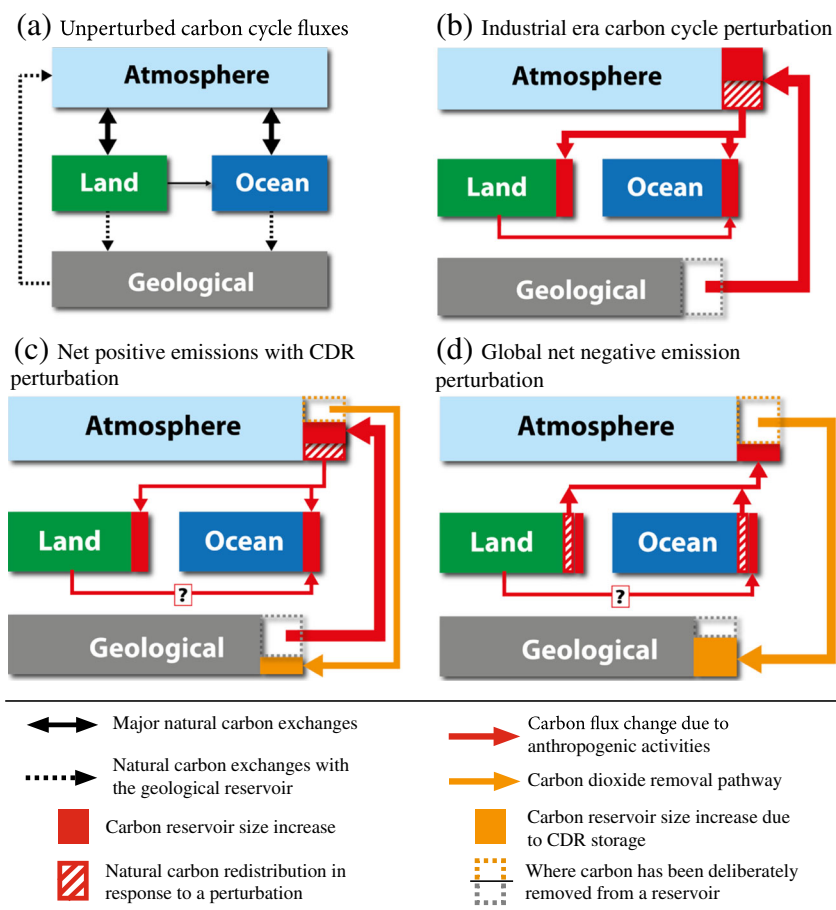 (a) Unperturbed carbon cycle fluxes
Atmosphere
Land
Ocean
Geological
(b) Industrial era carbon cycle perturbation
Atmosphere
Land
Ocean
Geological
(c) Net positive emissions with CDR
perturbation
Atmosphere
Land
Ocean
?
Geological
(d) Global net negative emission
perturbation
Atmosphere
Land
Ocean
?
Geological
Major natural carbon exchanges
Natural carbon exchanges with
the geological reservoir
Carbon reservoir size increase
Natural carbon redistribution in
response to a perturbation
Carbon flux change due to
anthropogenic activities
Carbon dioxide removal pathway
Carbon reservoir size increase due
to CDR storage
Where carbon has been deliberately
removed from a reservoir